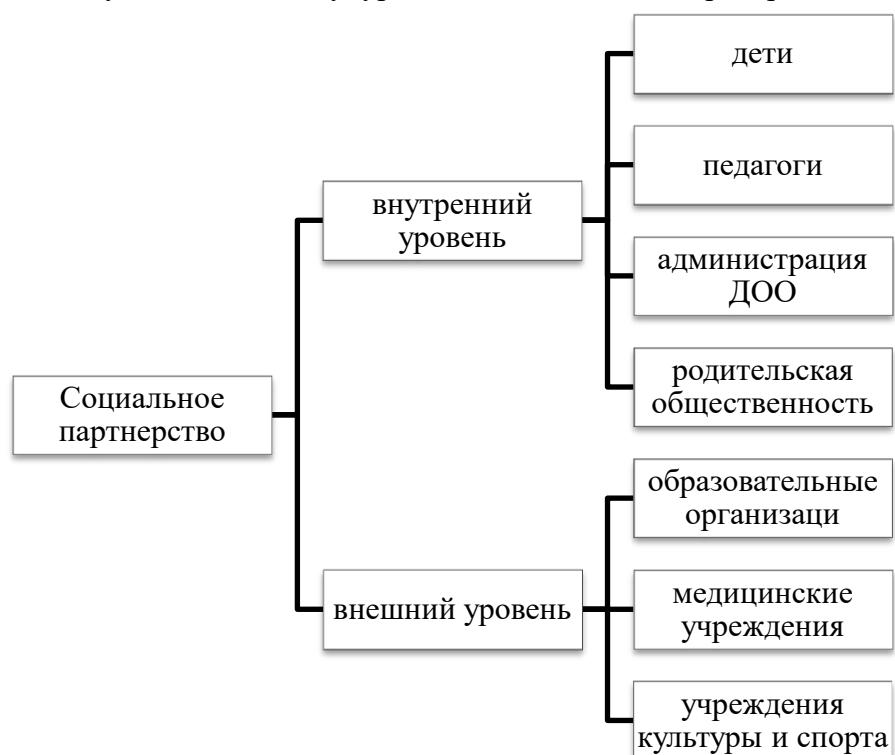 дети
педагоги
внутренний
уровень
администрация
ДОО
родительская
общественность
Социальное
партнерство
образовательные
организаци
внешний уровень
медицинские
учреждения
учреждения
культуры и спорта